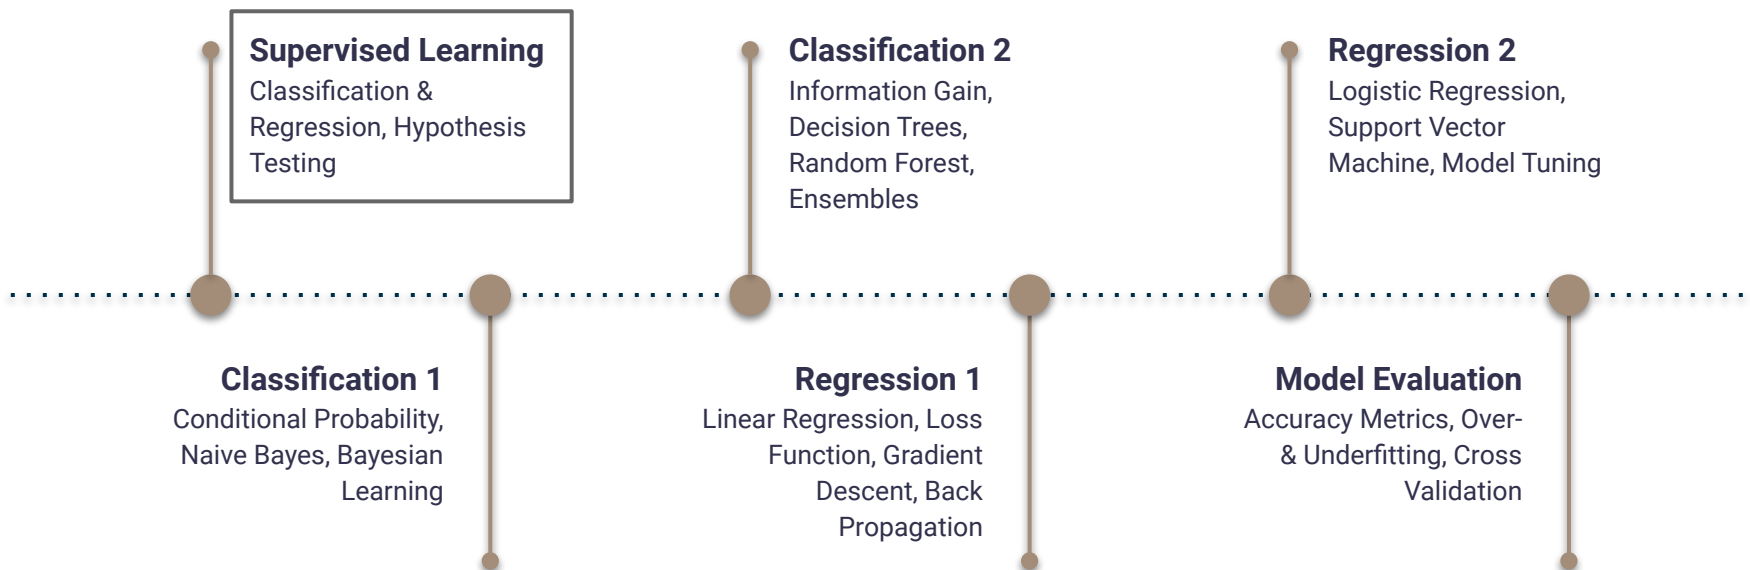 Supervised Learning
Classification &
Regression, Hypothesis
Testing
Classification 1
Conditional Probability,
Naive Bayes, Bayesian
Learning
Classification 2
Information Gain,
Decision Trees,
Random Forest,
Ensembles
Regression 1
Linear Regression, Loss
Function, Gradient
Descent, Back
Propagation
Regression 2
Logistic Regression,
Support Vector
Machine, Model Tuning
Model Evaluation
Accuracy Metrics, Over-
& Underfitting, Cross
Validation